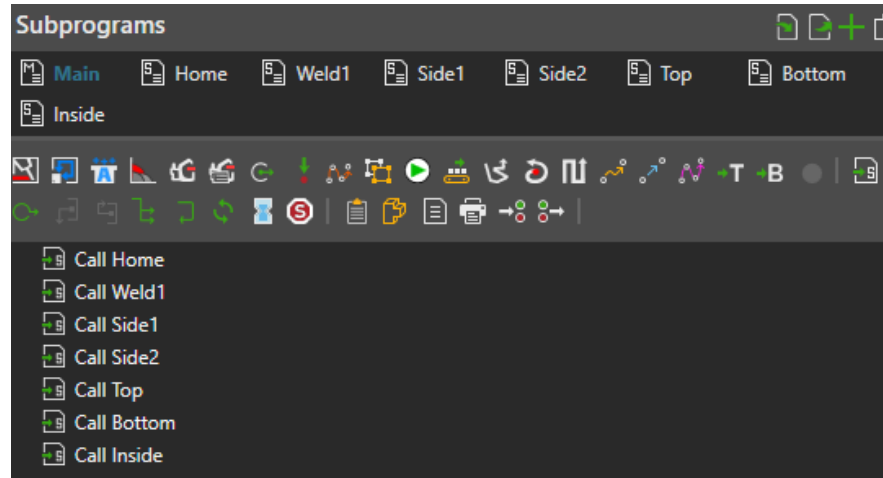 Subprograms
Main Home Weld1 Side1 Side2 Top Bottom
Inside
Call Home
Call Weld1
Call Side1
Call Side2
Call Top
Call Bottom
Call Inside